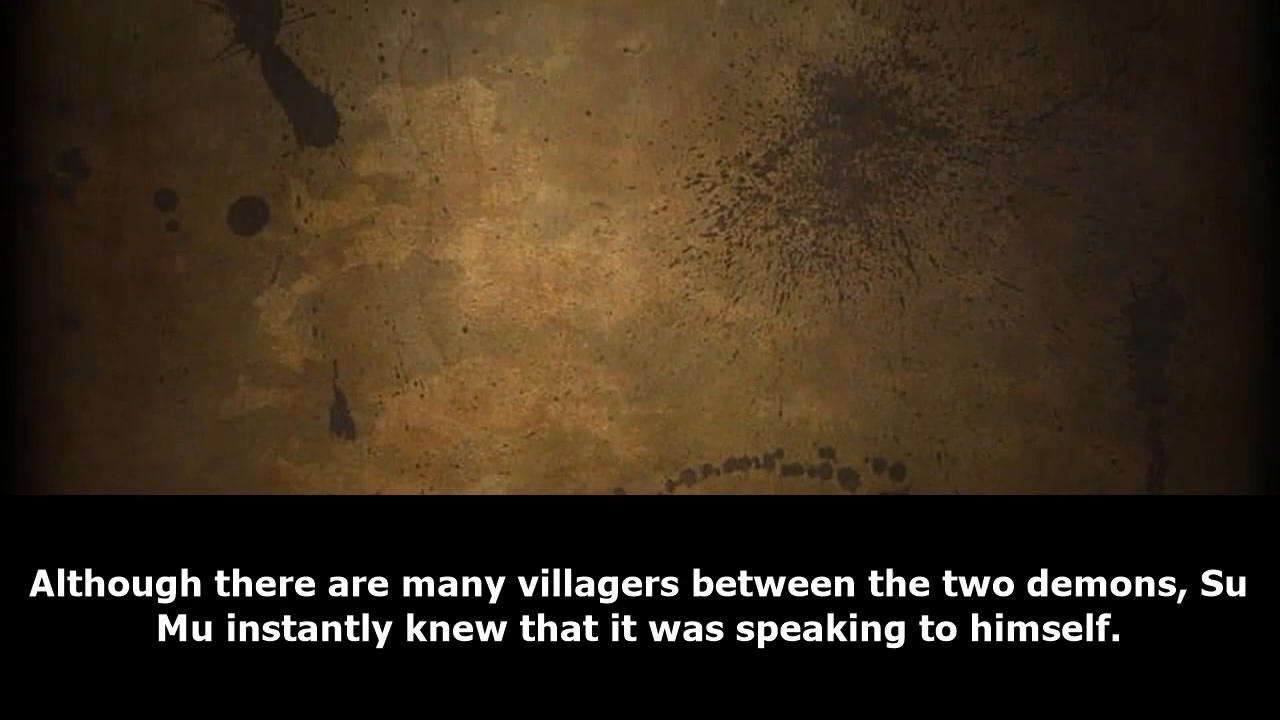 Although there are many villagers between the two demons, Su
Mu instantly knew that it was speaking to himself.